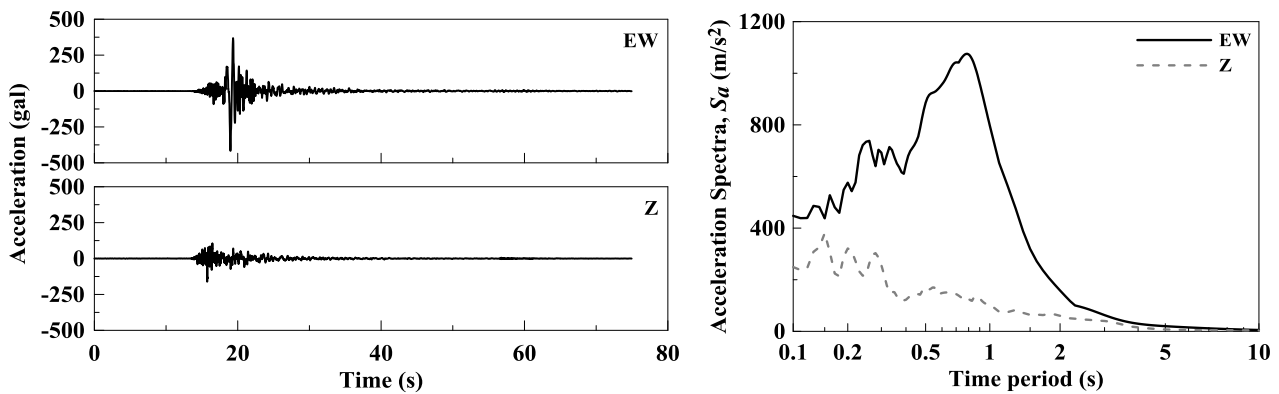 500
250
0
-250
-500
EW
500
250
0
-250
-500
Z
0 20 40 60 80
Time (s)
Acceleration (gal)
1200
800
400
0
EW
Z
0.1 0.2 0.5 1 2 5 10
Time period (s)
Acceleration Spectra, Sa (m/s²)